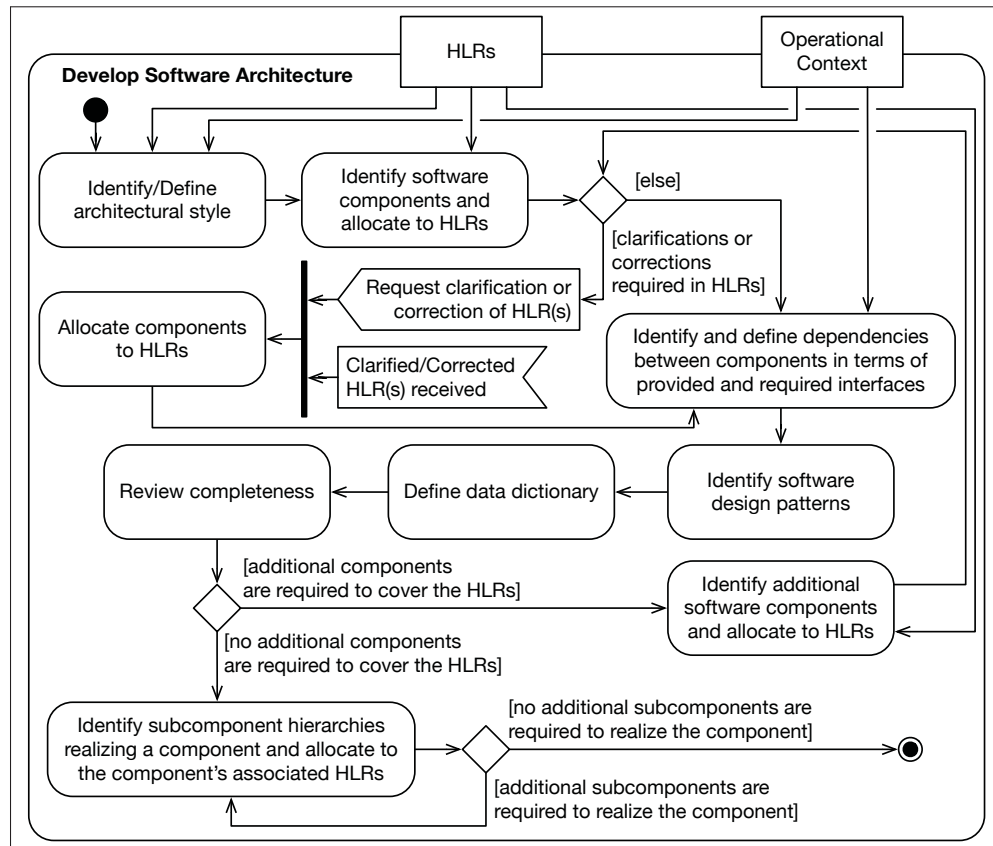 HLRs
Operational
Context
Develop Software Architecture
Identify/Define
architectural style
Identify software
components and
allocate to HLRs
[else]
[clarifications or
corrections
required in HLRs]
Request clarification or
correction of HLR(s)
Allocate components
to HLRs
Clarified/Corrected
HLR(s) received
Identify and define dependencies
between components in terms of
provided and required interfaces
Review completeness
Define data dictionary
Identify software
design patterns
[additional components
are required to cover the HLRs]
Identify additional
software components
and allocate to HLRs
[no additional components
are required to cover the HLRs]
Identify subcomponent hierarchies
realizing a component and allocate to
the component's associated HLRs
[no additional subcomponents are
required to realize the component]
[additional subcomponents are
required to realize the component]